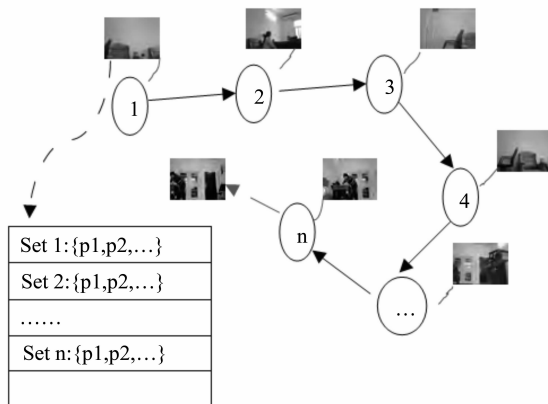 1
2
3
4
…
n
Set 1:{p1,p2,…}
Set 2:{p1,p2,…}
……
Set n:{p1,p2,…}